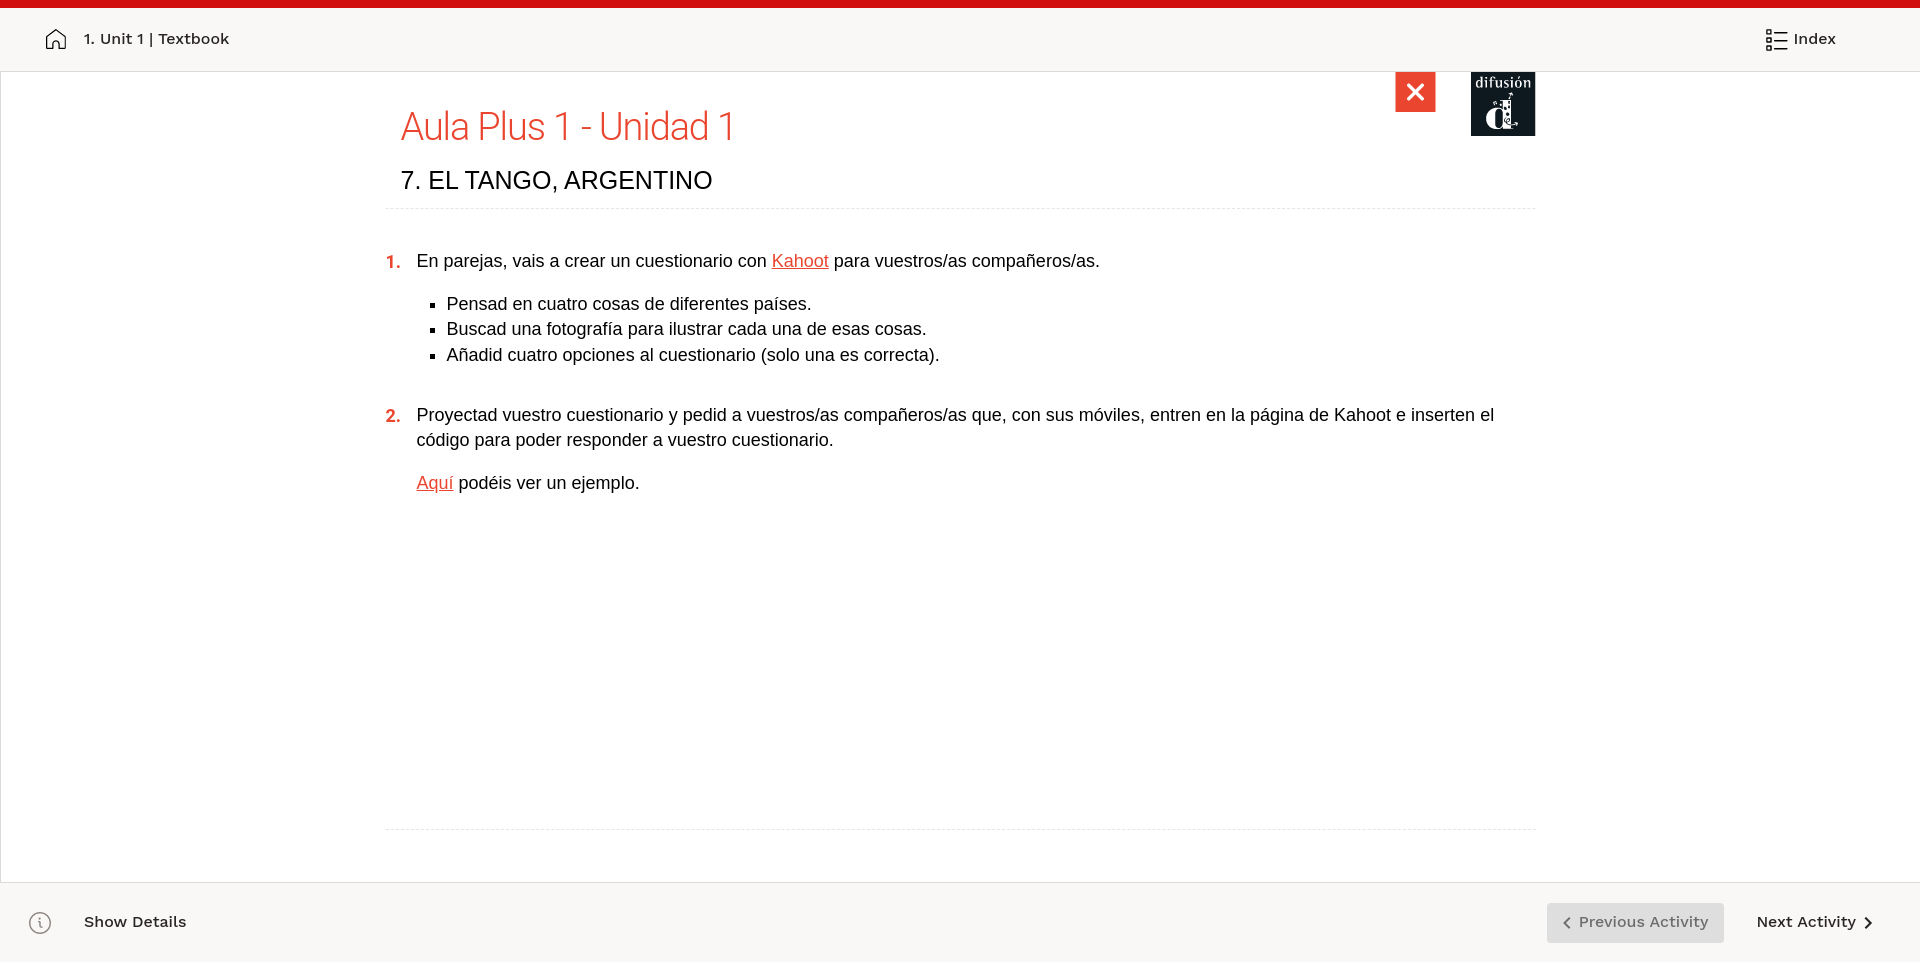 1. Unit 1 | Textbook
Index
difusión
Aula Plus 1 - Unidad 1
7. EL TANGO, ARGENTINO
1. En parejas, vais a crear un cuestionario con Kahoot para vuestros/as compañeros/as.
▪ Pensad en cuatro cosas de diferentes países.
▪ Buscad una fotografía para ilustrar cada una de esas cosas.
▪ Añadid cuatro opciones al cuestionario (solo una es correcta).
2. Proyectad vuestro cuestionario y pedid a vuestros/as compañeros/as que, con sus móviles, entren en la página de Kahoot e inserten el
código para poder responder a vuestro cuestionario.
Aquí podéis ver un ejemplo.
Show Details
Previous Activity
Next Activity